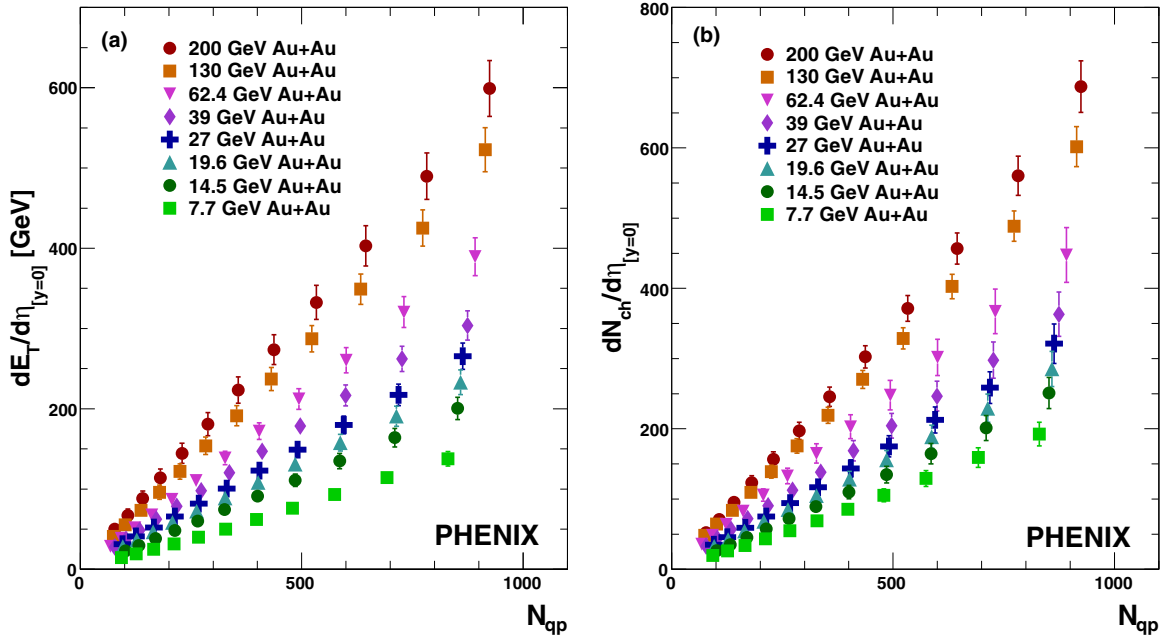 (a)
200 GeV Au+Au
130 GeV Au+Au
62.4 GeV Au+Au
39 GeV Au+Au
27 GeV Au+Au
19.6 GeV Au+Au
14.5 GeV Au+Au
7.7 GeV Au+Au
600
400
200
0
dE_T/dη_[y=0] [GeV]
PHENIX
0 500 1000
N_qp
(b)
200 GeV Au+Au
130 GeV Au+Au
62.4 GeV Au+Au
39 GeV Au+Au
27 GeV Au+Au
19.6 GeV Au+Au
14.5 GeV Au+Au
7.7 GeV Au+Au
800
600
400
200
0
dN_ch/dη_[y=0]
PHENIX
0 500 1000
N_qp